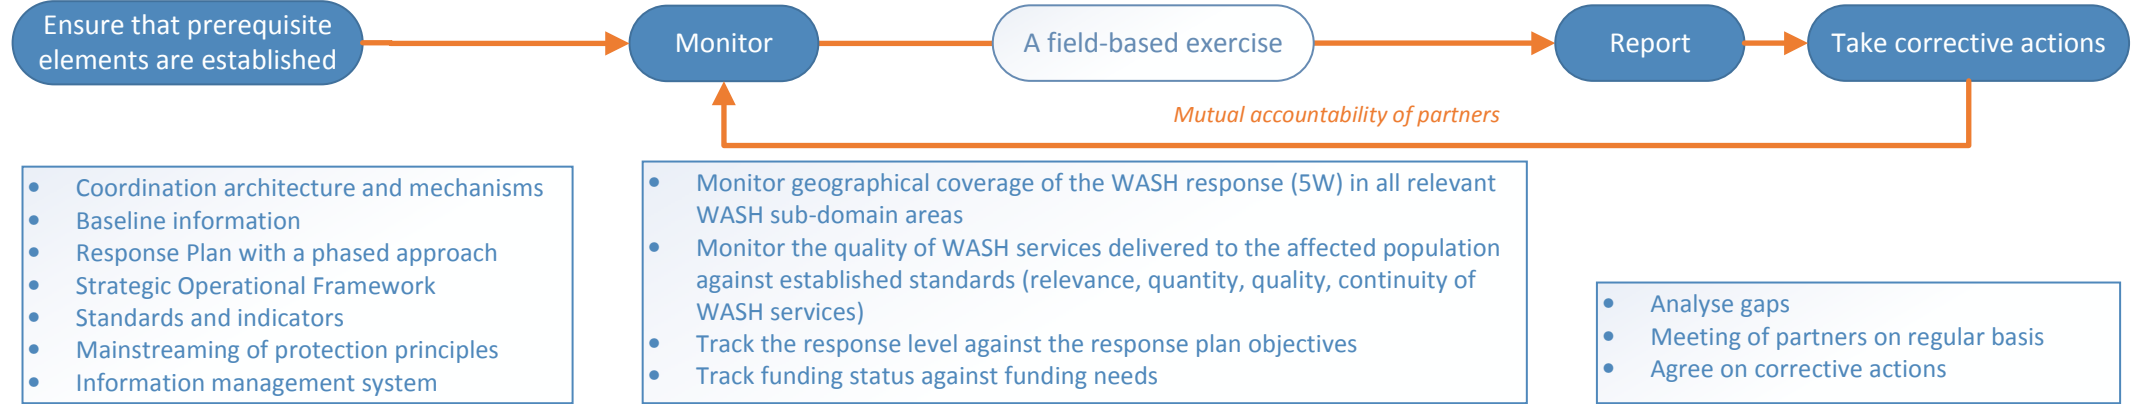 Ensure that prerequisite
elements are established
Monitor
A field-based exercise
Report
Take corrective actions
Mutual accountability of partners
• Coordination architecture and mechanisms
• Baseline information
• Response Plan with a phased approach
• Strategic Operational Framework
• Standards and indicators
• Mainstreaming of protection principles
• Information management system
• Monitor geographical coverage of the WASH response (5W) in all relevant
WASH sub-domain areas
• Monitor the quality of WASH services delivered to the affected population
against established standards (relevance, quantity, quality, continuity of
WASH services)
• Track the response level against the response plan objectives
• Track funding status against funding needs
• Analyse gaps
• Meeting of partners on regular basis
• Agree on corrective actions